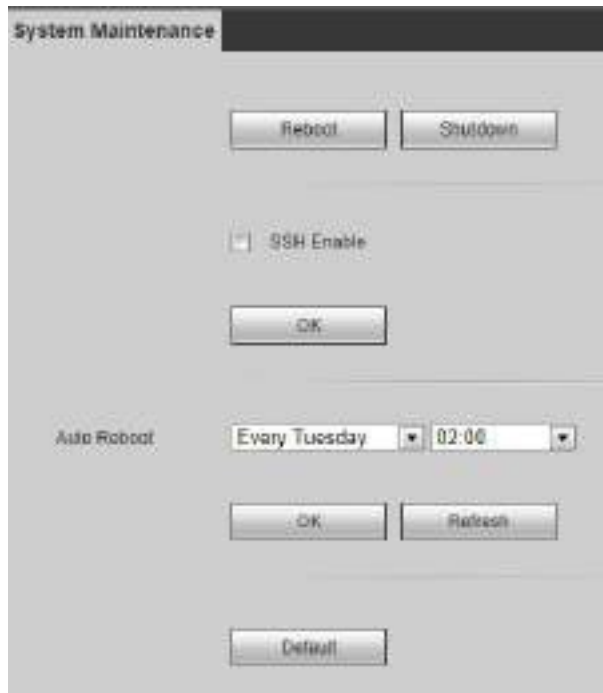 System Maintenance
Reboot Shutdown
SSH Enable
OK
Auto Reboot Every Tuesday 02:00
OK Refresh
Default